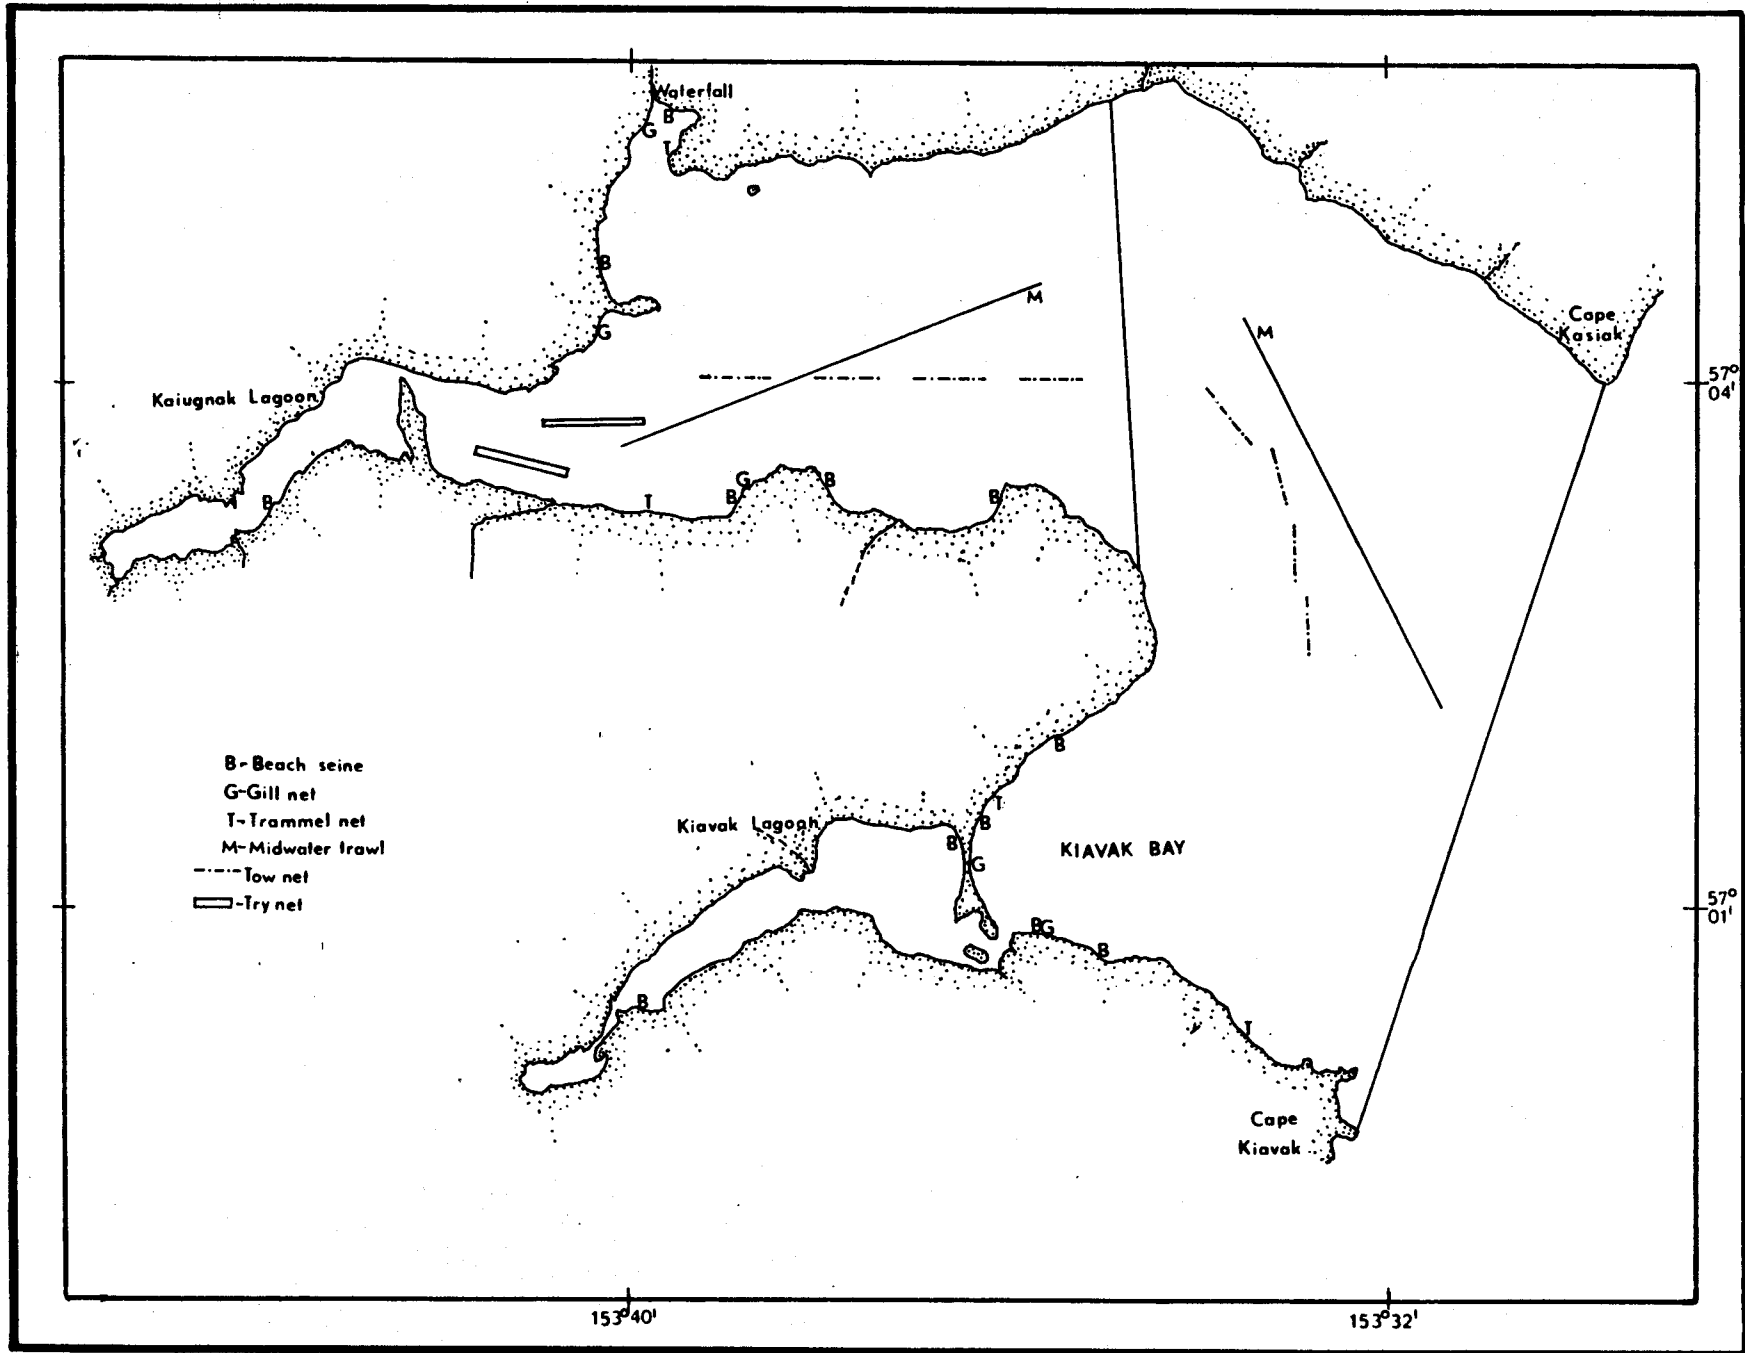 Waterfall
B
G
T
B
M
G
Cape
Kasiak
M
57°
04'
Kaiugnak Lagoon
G
B
B
B
B
T
B
B-Beach seine
G-Gill net
T-Trammel net
M-Midwater trawl
-Tow net
-Try net
T
Kiavak Lagoon
B
B
KIAVAK BAY
G
57°
01'
BG
B
B
T
Cape
Kiavak
153°40'
153°32'